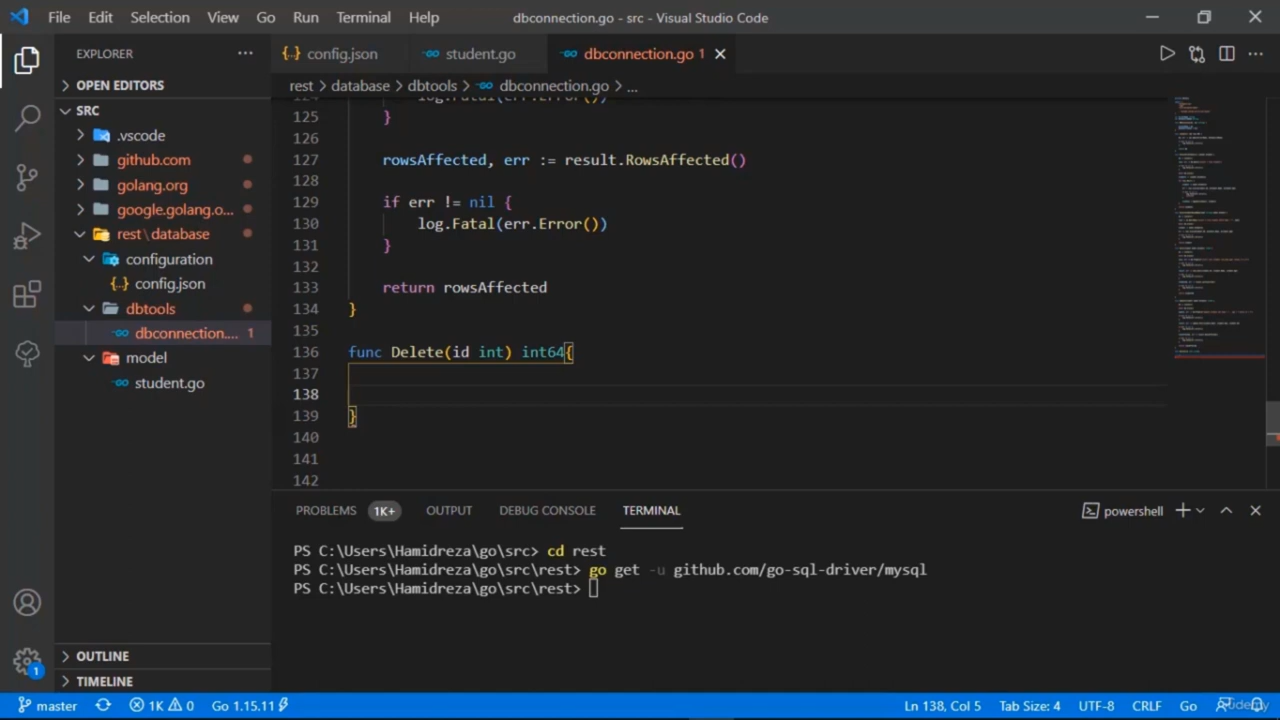 File Edit Selection View Go Run Terminal Help dbconnection.go - src - Visual Studio Code
EXPLORER
OPEN EDITORS
SRC
.vscode
github.com
golang.org
google.golang.o...
rest\database
configuration
config.json
dbtools
dbconnection.... 1
model
student.go
OUTLINE
TIMELINE
config.json student.go dbconnection.go 1
rest > database > dbtools > dbconnection.go > ...
124 log.Fatal(err.Error())
125 }
126
127 rowsAffected, err := result.RowsAffected()
128
129 if err != nil {
130 log.Fatal(err.Error())
131 }
132
133 return rowsAffected
134 }
135
136 func Delete(id int) int64{
137
138
139 }
140
141
142
PROBLEMS 1K+ OUTPUT DEBUG CONSOLE TERMINAL powershell
PS C:\Users\Hamidreza\go\src> cd rest
PS C:\Users\Hamidreza\go\src\rest> go get -u github.com/go-sql-driver/mysql
PS C:\Users\Hamidreza\go\src\rest>
1
master 1K 0 Go 1.15.11 Ln 138, Col 5 Tab Size: 4 UTF-8 CRLF Go